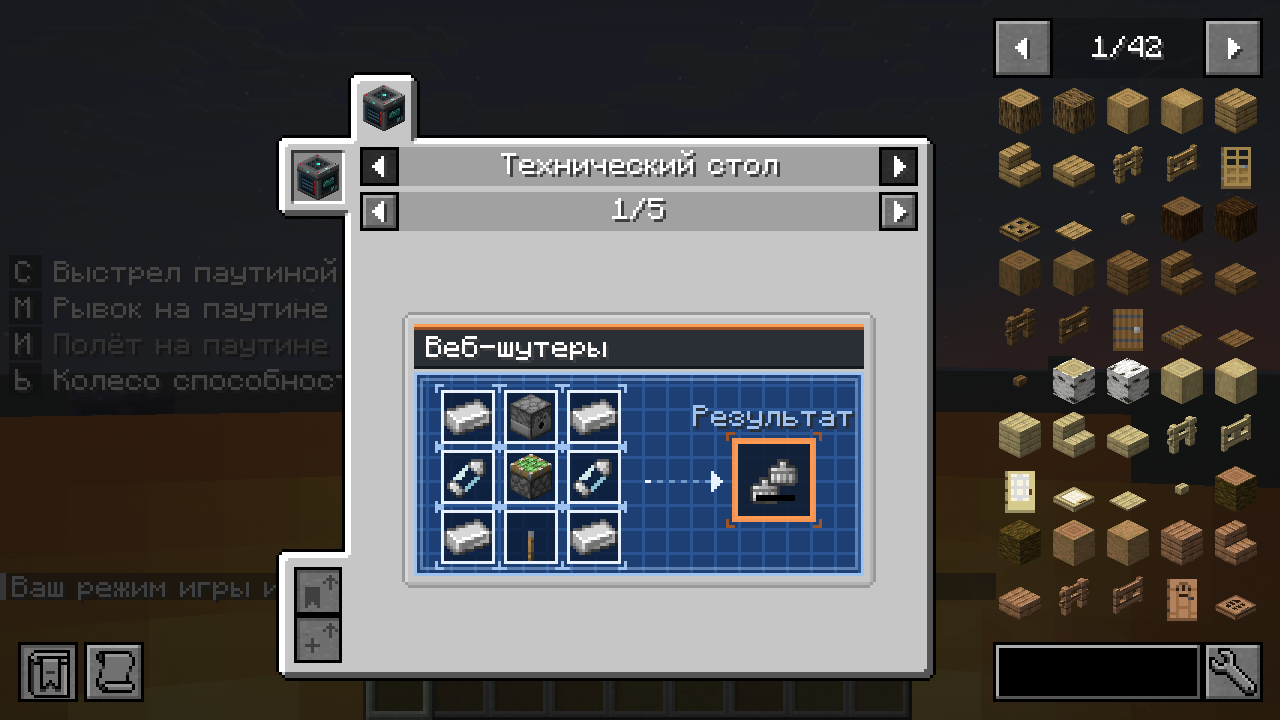 1/42
Технический стол
1/5
С Выстрел паутиной
М Рывок на паутине
И Полёт на паутине
Ь Колесо способност
Веб-шутеры
Результат
Ваш режим игры и